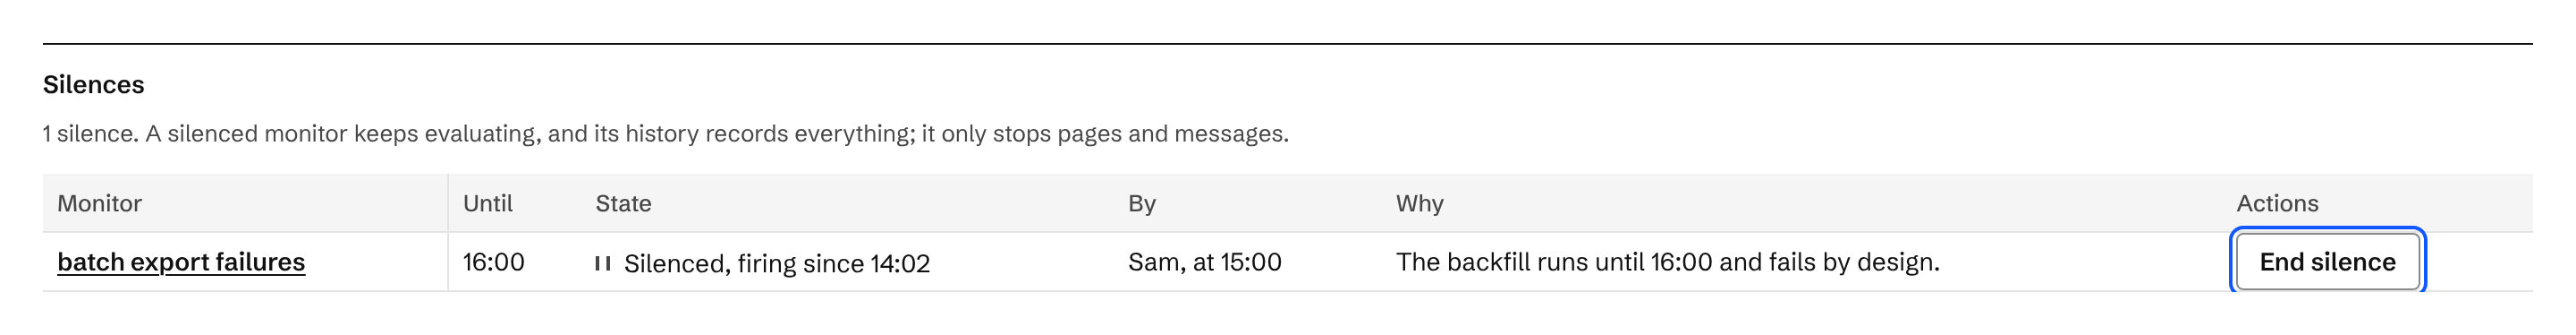 Silences
1 silence. A silenced monitor keeps evaluating, and its history records everything; it only stops pages and messages.
Monitor Until State By Why Actions
batch export failures 16:00 Silenced, firing since 14:02 Sam, at 15:00 The backfill runs until 16:00 and fails by design. End silence